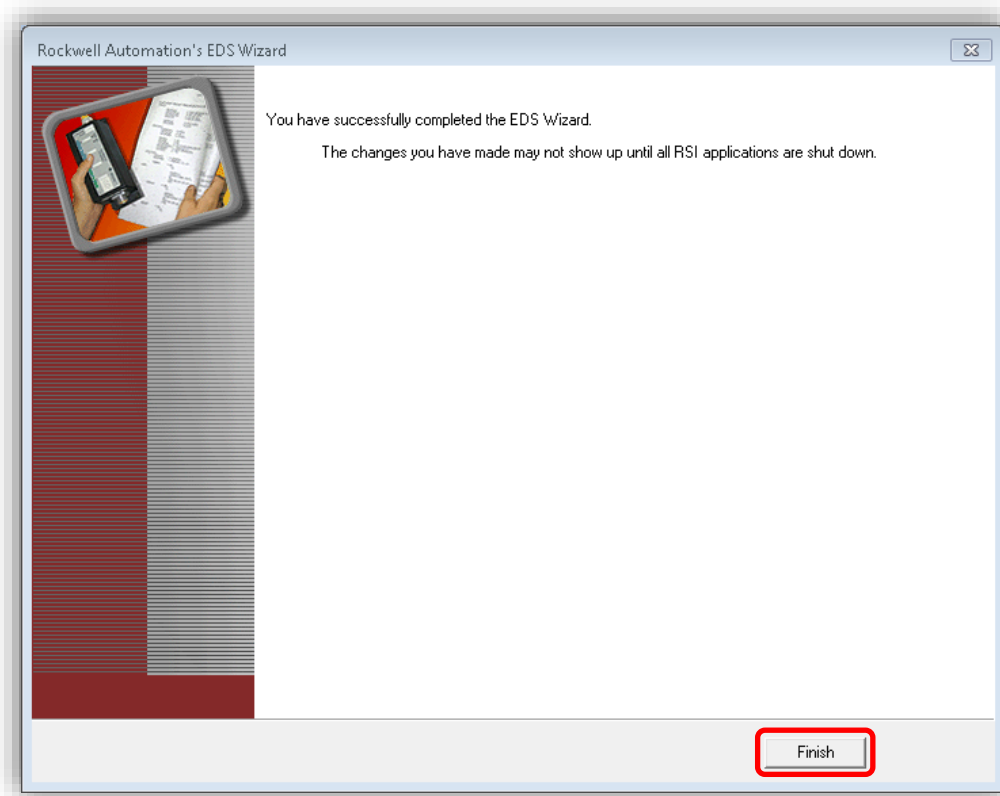 Rockwell Automation's EDS Wizard
You have successfully completed the EDS Wizard.
The changes you have made may not show up until all RSI applications are shut down.
Finish